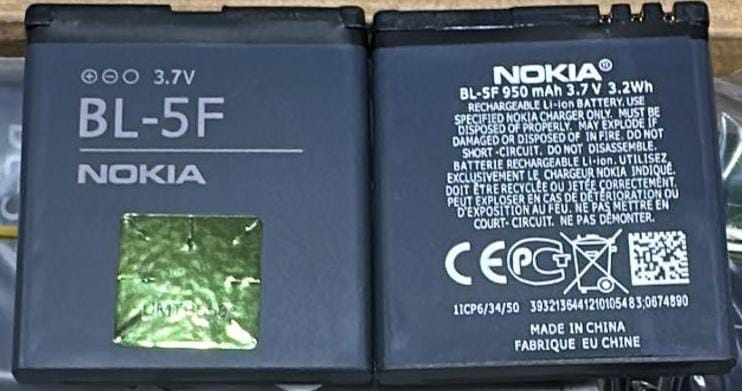 ⊕⊖○ 3.7V
BL-5F
NOKIA
NOKIA®
BL-5F 950 mAh 3.7 V 3.2Wh
RECHARGEABLE Li-ion BATTERY. USE
SPECIFIED NOKIA CHARGER ONLY. MUST BE
DISPOSED OF PROPERLY. MAY EXPLODE IF
DAMAGED OR DISPOSED OF IN FIRE. DO NOT
SHORT -CIRCUIT. DO NOT DISASSEMBLE.
BATTERIE RECHARGEABLE Li-ion. UTILISEZ
EXCLUSIVEMENT LE CHARGEUR NOKIA INDIQUÉ.
DOIT ÊTRE RECYCLÉE OU JETÉE CORRECTEMENT.
PEUT EXPLOSER EN CAS DE DÉTÉRIORATION OU
D'EXPOSITION AU FEU. NE PAS METTRE EN
COURT- CIRCUIT. NE PAS DÉMONTER.
CE PCT
1ICP6/34/50 3932136441210105483;0674890
MADE IN CHINA
FABRIQUE EU CHINE